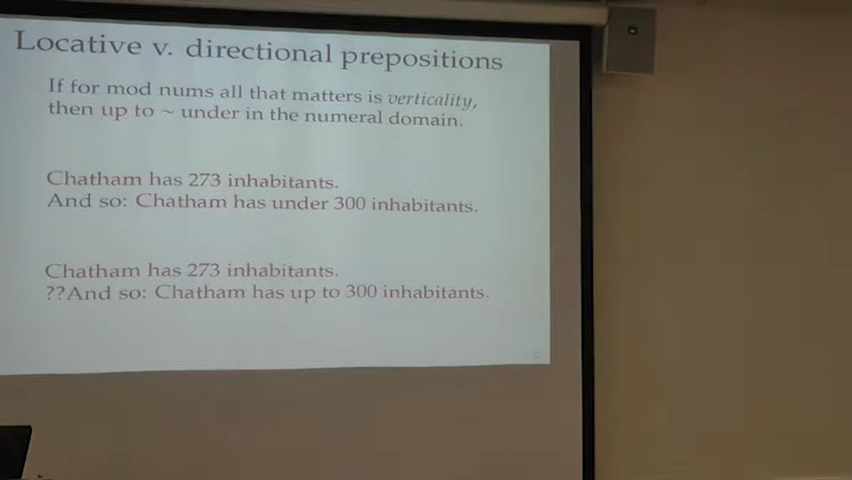 Locative v. directional prepositions
If for mod nums all that matters is verticality,
then up to ~ under in the numeral domain.
Chatham has 273 inhabitants.
And so: Chatham has under 300 inhabitants.
Chatham has 273 inhabitants.
??And so: Chatham has up to 300 inhabitants.